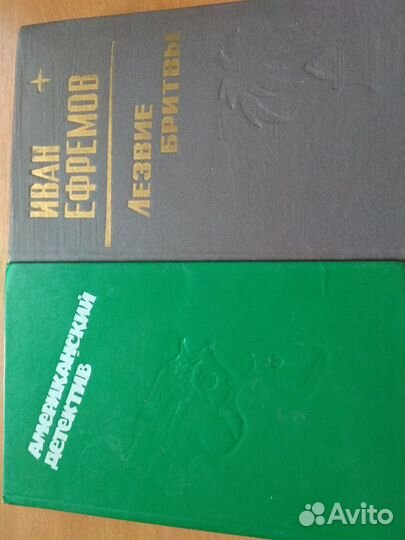 ИВАН
ЕФРЕМОВ
ЛЕЗВИЕ
БРИТВЫ
АМЕРИКАНСКИЙ
ДЕТЕКТИВ
Avito